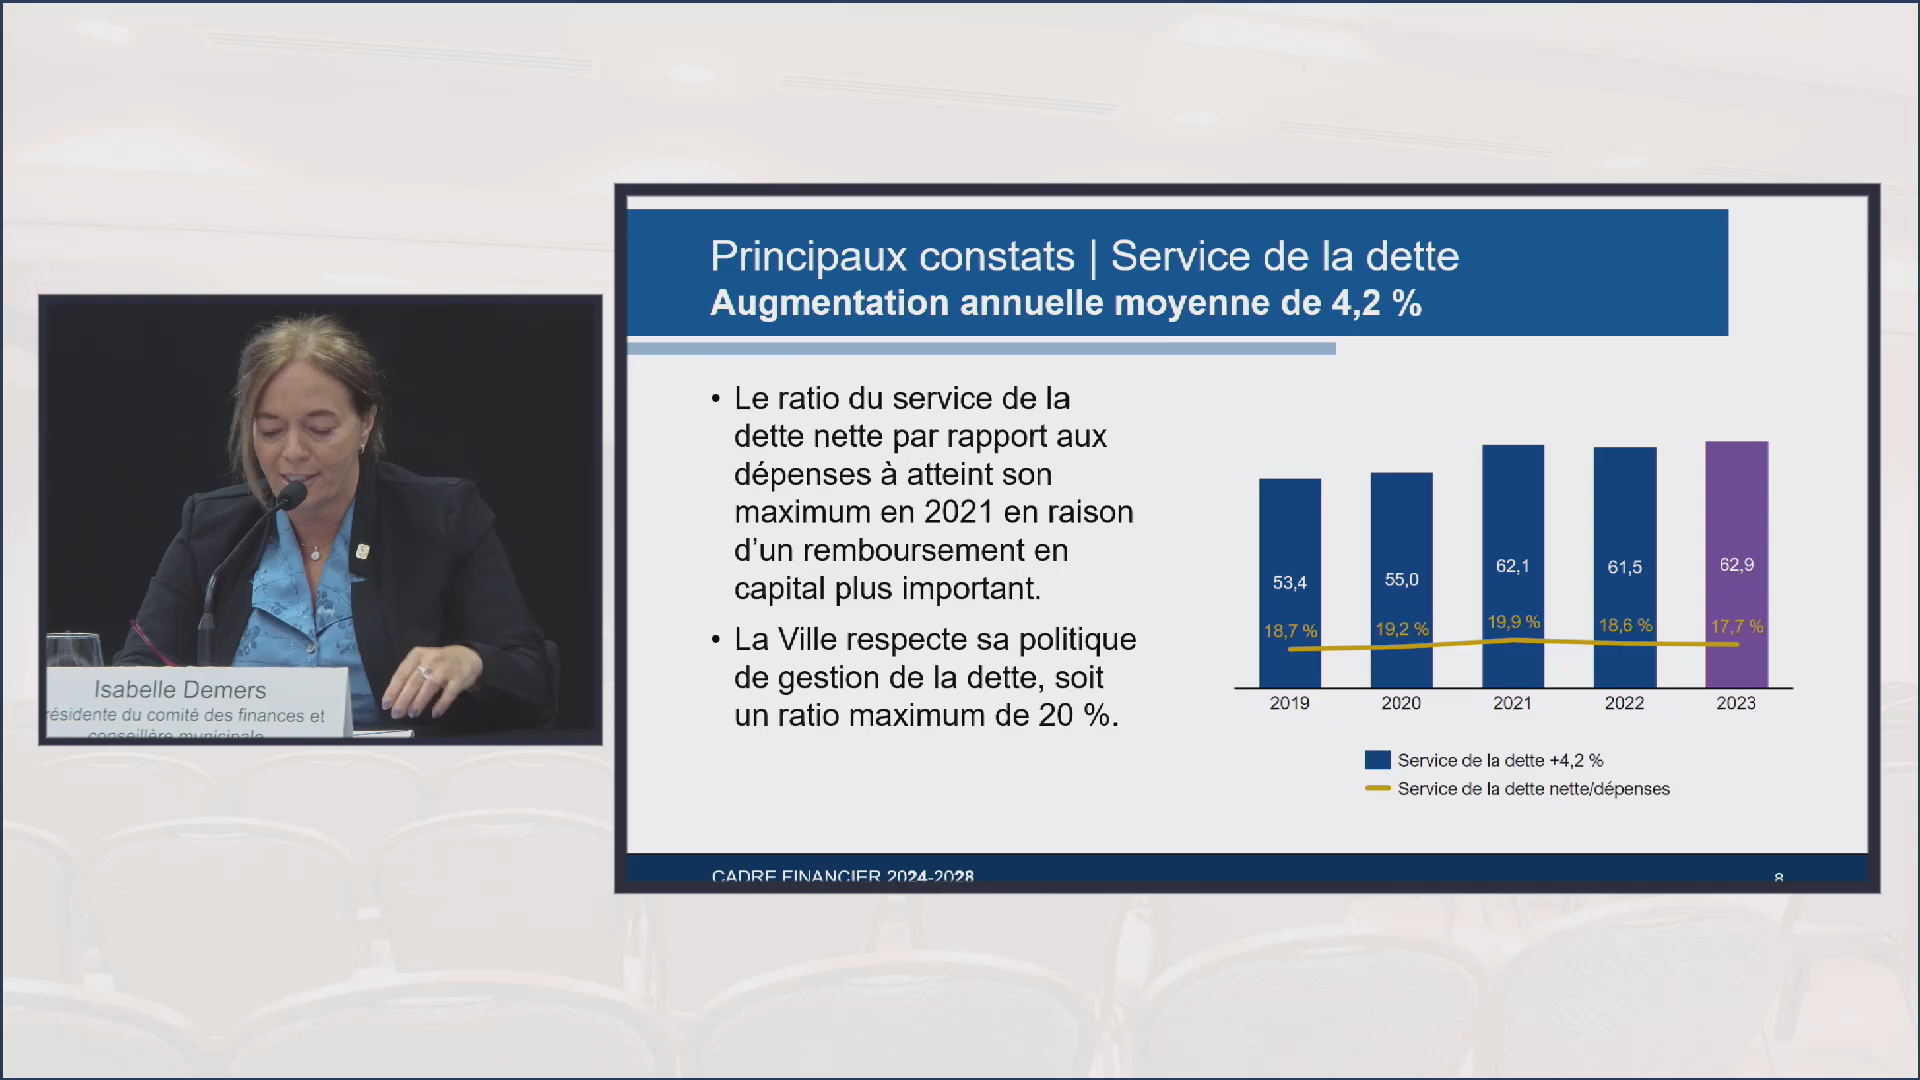 Principaux constats | Service de la dette
Augmentation annuelle moyenne de 4,2 %
• Le ratio du service de la
dette nette par rapport aux
dépenses à atteint son
maximum en 2021 en raison
d’un remboursement en
capital plus important.
• La Ville respecte sa politique
de gestion de la dette, soit
un ratio maximum de 20 %.
53,4 55,0 62,1 61,5 62,9
18,7 % 19,2 % 19,9 % 18,6 % 17,7 %
2019 2020 2021 2022 2023
Service de la dette +4,2 %
Service de la dette nette/dépenses
CADRE FINANCIER 2024-2028 8
Isabelle Demers
résidente du comité des finances et
conseillère municipale